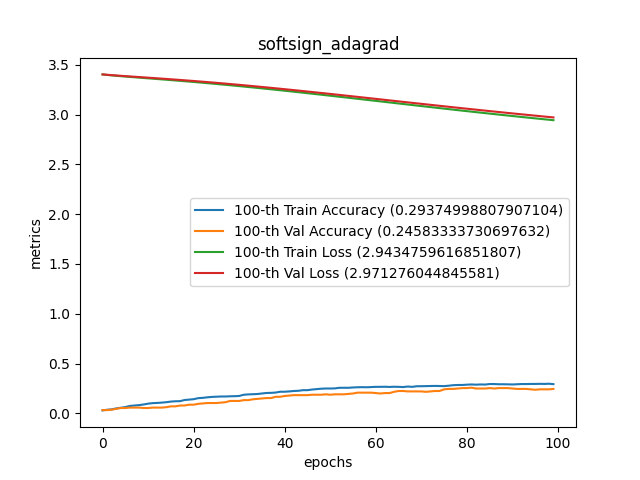 softsign_adagrad
3.5
3.0
2.5
2.0
1.5
1.0
0.5
0.0
metrics
100-th Train Accuracy (0.29374998807907104)
100-th Val Accuracy (0.24583333730697632)
100-th Train Loss (2.9434759616851807)
100-th Val Loss (2.971276044845581)
0 20 40 60 80 100
epochs